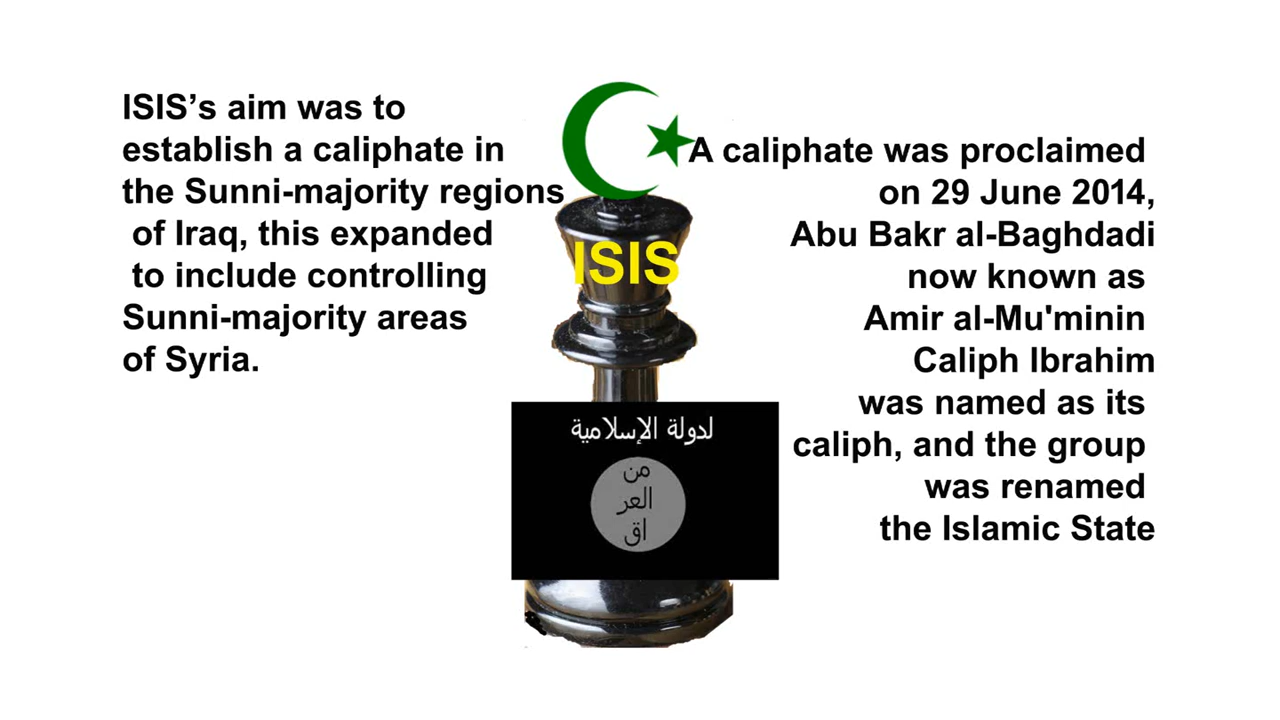 ISIS’s aim was to
establish a caliphate in
the Sunni-majority regions
of Iraq, this expanded
to include controlling
Sunni-majority areas
of Syria.
ISIS
لدولة الإسلامية
من
العر
اق
A caliphate was proclaimed
on 29 June 2014,
Abu Bakr al-Baghdadi
now known as
Amir al-Mu'minin
Caliph Ibrahim
was named as its
caliph, and the group
was renamed
the Islamic State